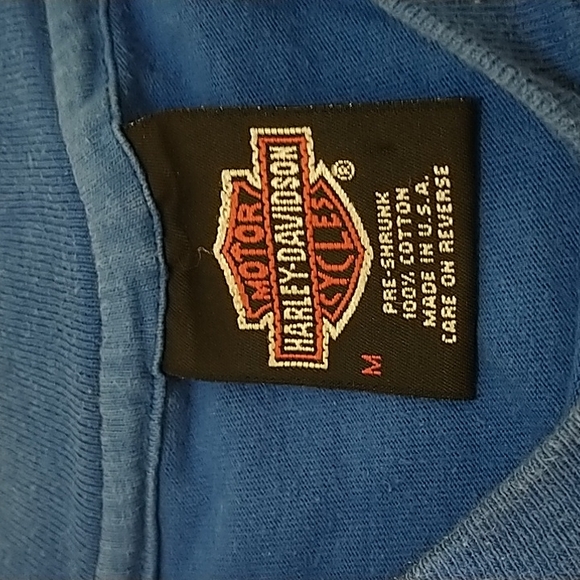 MOTOR
HARLEY-DAVIDSON
CYCLES
®
M
PRE-SHRUNK
100% COTTON
MADE IN U.S.A.
CARE ON REVERSE